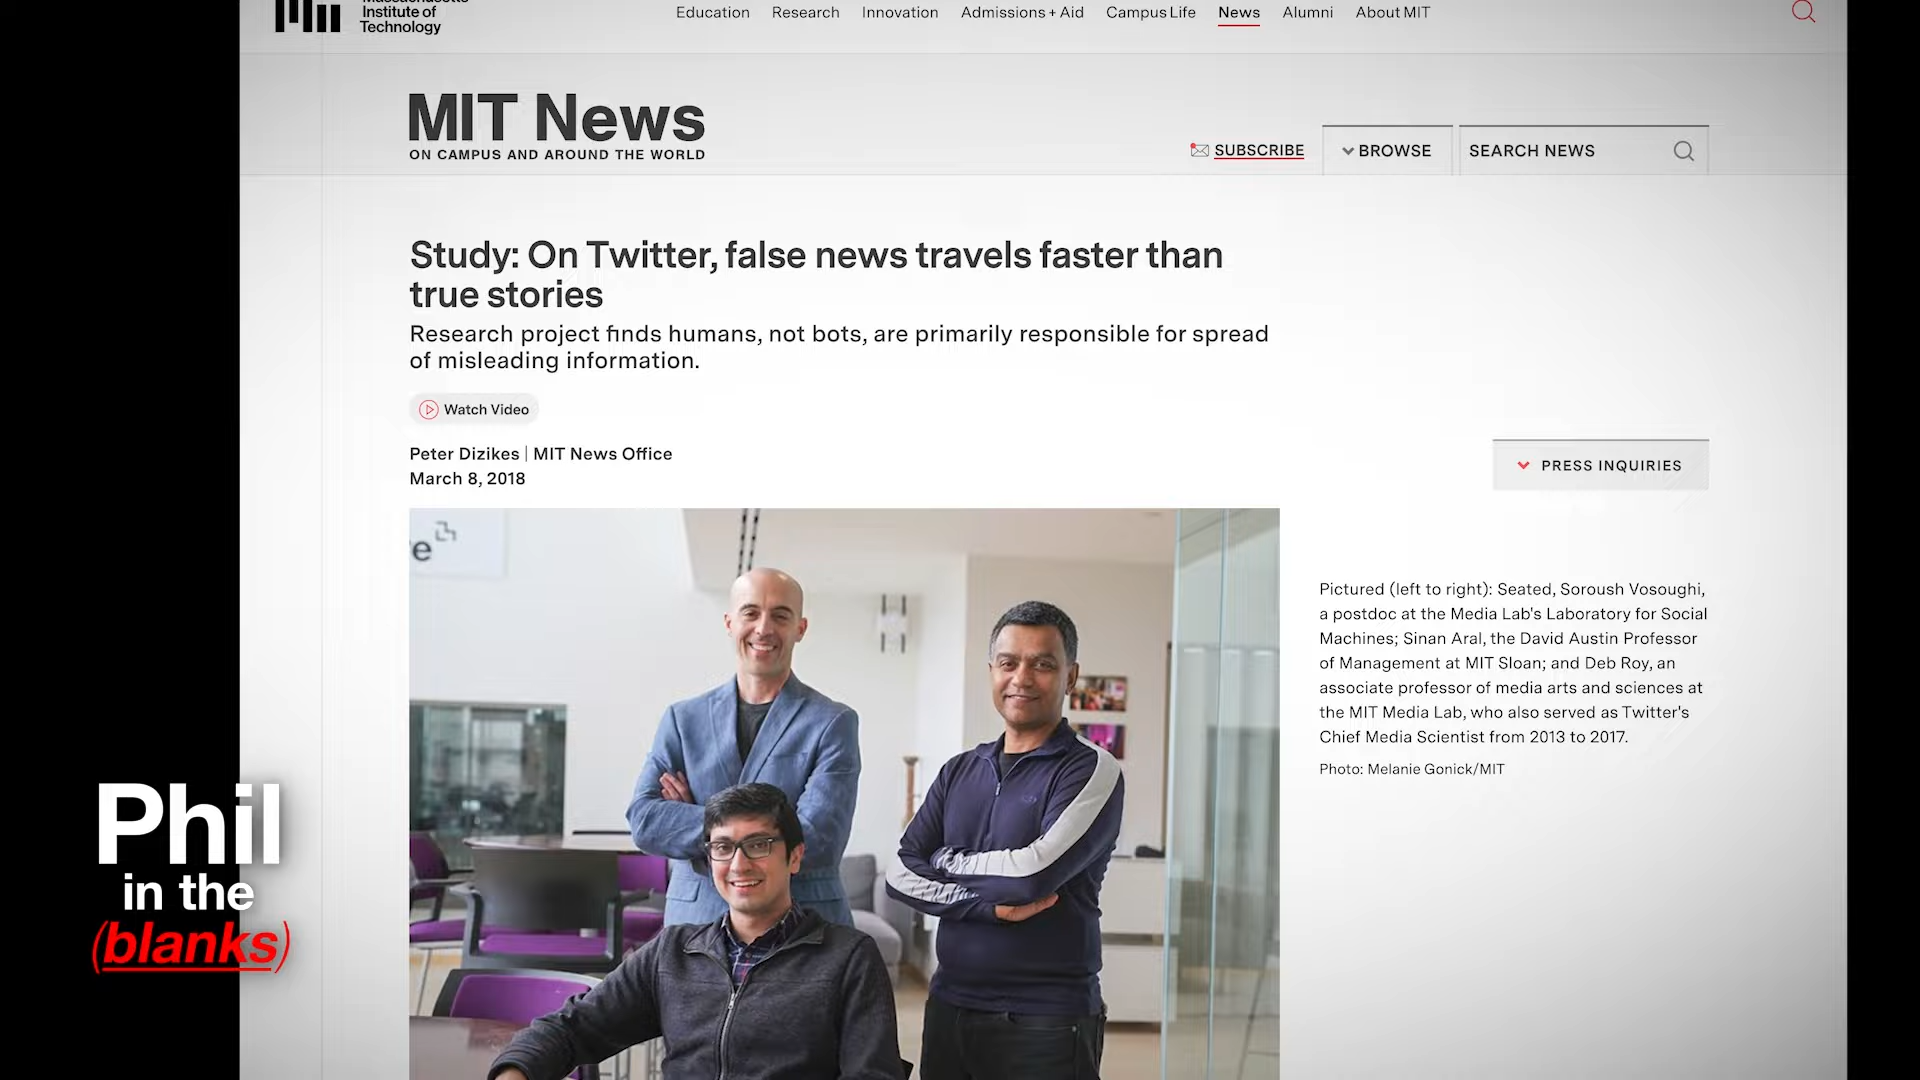 Institute of
Technology
Education Research Innovation Admissions + Aid Campus Life News Alumni About MIT
MIT News
ON CAMPUS AND AROUND THE WORLD
SUBSCRIBE
BROWSE
SEARCH NEWS
Study: On Twitter, false news travels faster than
true stories
Research project finds humans, not bots, are primarily responsible for spread
of misleading information.
Watch Video
Peter Dizikes | MIT News Office
March 8, 2018
PRESS INQUIRIES
e
Pictured (left to right): Seated, Soroush Vosoughi,
a postdoc at the Media Lab's Laboratory for Social
Machines; Sinan Aral, the David Austin Professor
of Management at MIT Sloan; and Deb Roy, an
associate professor of media arts and sciences at
the MIT Media Lab, who also served as Twitter's
Chief Media Scientist from 2013 to 2017.
Photo: Melanie Gonick/MIT
Phil
in the
(blanks)